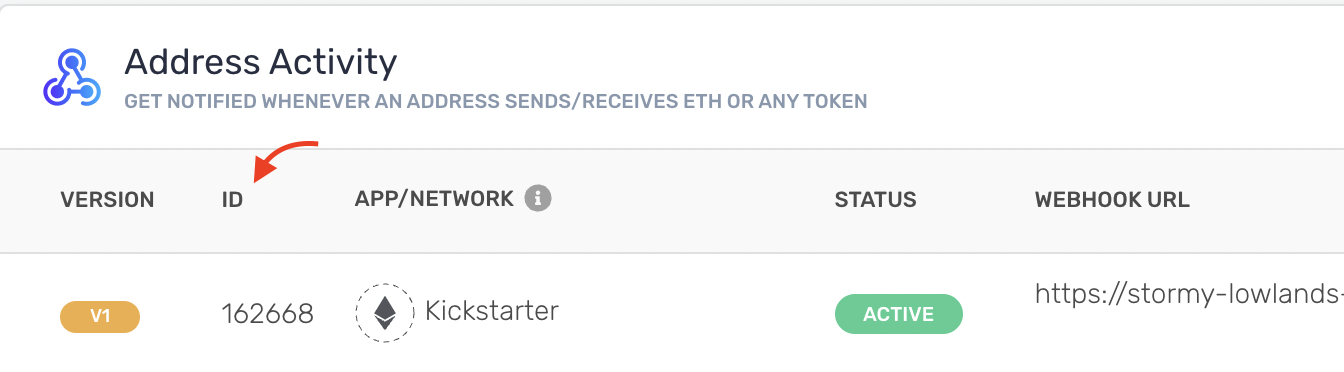 Address Activity
GET NOTIFIED WHENEVER AN ADDRESS SENDS/RECEIVES ETH OR ANY TOKEN
VERSION ID APP/NETWORK i STATUS WEBHOOK URL
V1 162668 Kickstarter ACTIVE https://stormy-lowlands-